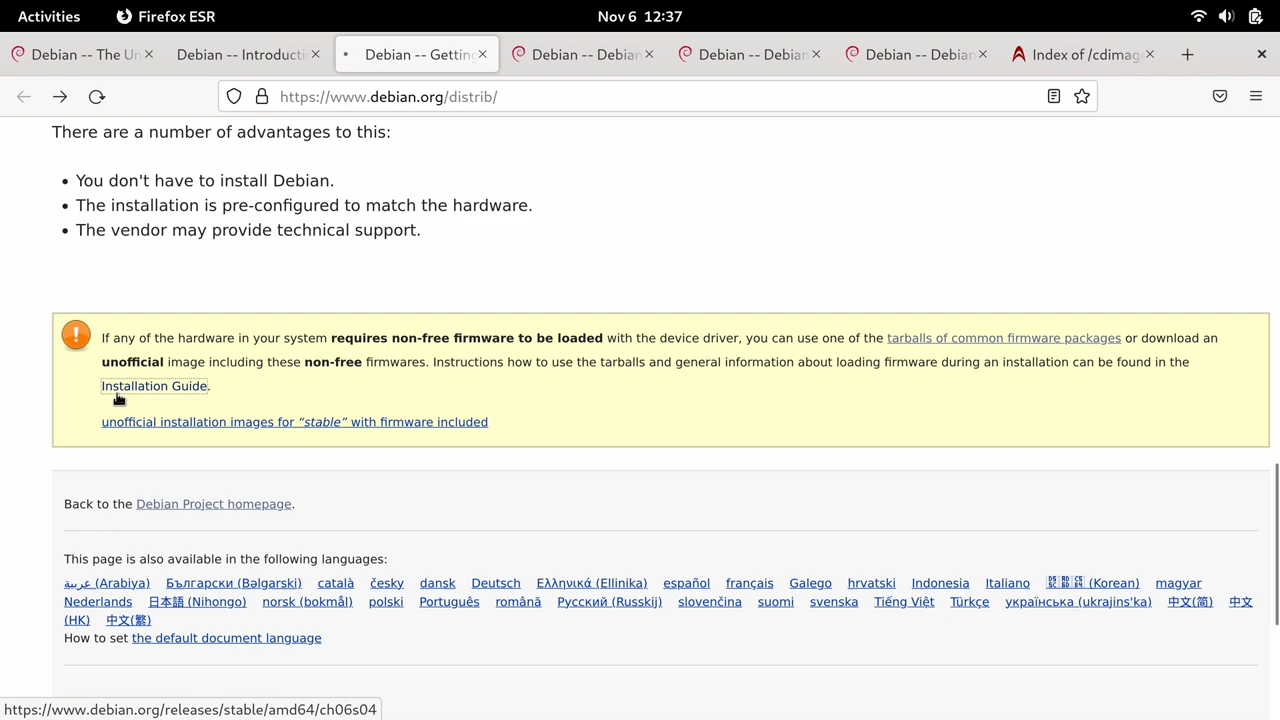 Activities
Firefox ESR
Nov 6 12:37
Debian -- The Un
Debian -- Introducti
Debian -- Getting
Debian -- Debian
Debian -- Debian
Debian -- Debian
Index of /cdimage
https://www.debian.org/distrib/
There are a number of advantages to this:
• You don't have to install Debian.
• The installation is pre-configured to match the hardware.
• The vendor may provide technical support.
If any of the hardware in your system requires non-free firmware to be loaded with the device driver, you can use one of the tarballs of common firmware packages or download an
unofficial image including these non-free firmwares. Instructions how to use the tarballs and general information about loading firmware during an installation can be found in the
Installation Guide.
unofficial installation images for “stable” with firmware included
Back to the Debian Project homepage.
This page is also available in the following languages:
عربية (Arabiya) Български (Bəlgarski) català česky dansk Deutsch Ελληνικά (Ellinika) español français Galego hrvatski Indonesia Italiano (Korean) magyar
Nederlands 日本語 (Nihongo) norsk (bokmål) polski Português română Русский (Russkij) slovenčina suomi svenska Tiếng Việt Türkçe українська (ukrajins'ka) 中文(简) 中文
(HK) 中文(繁)
How to set the default document language
https://www.debian.org/releases/stable/amd64/ch06s04